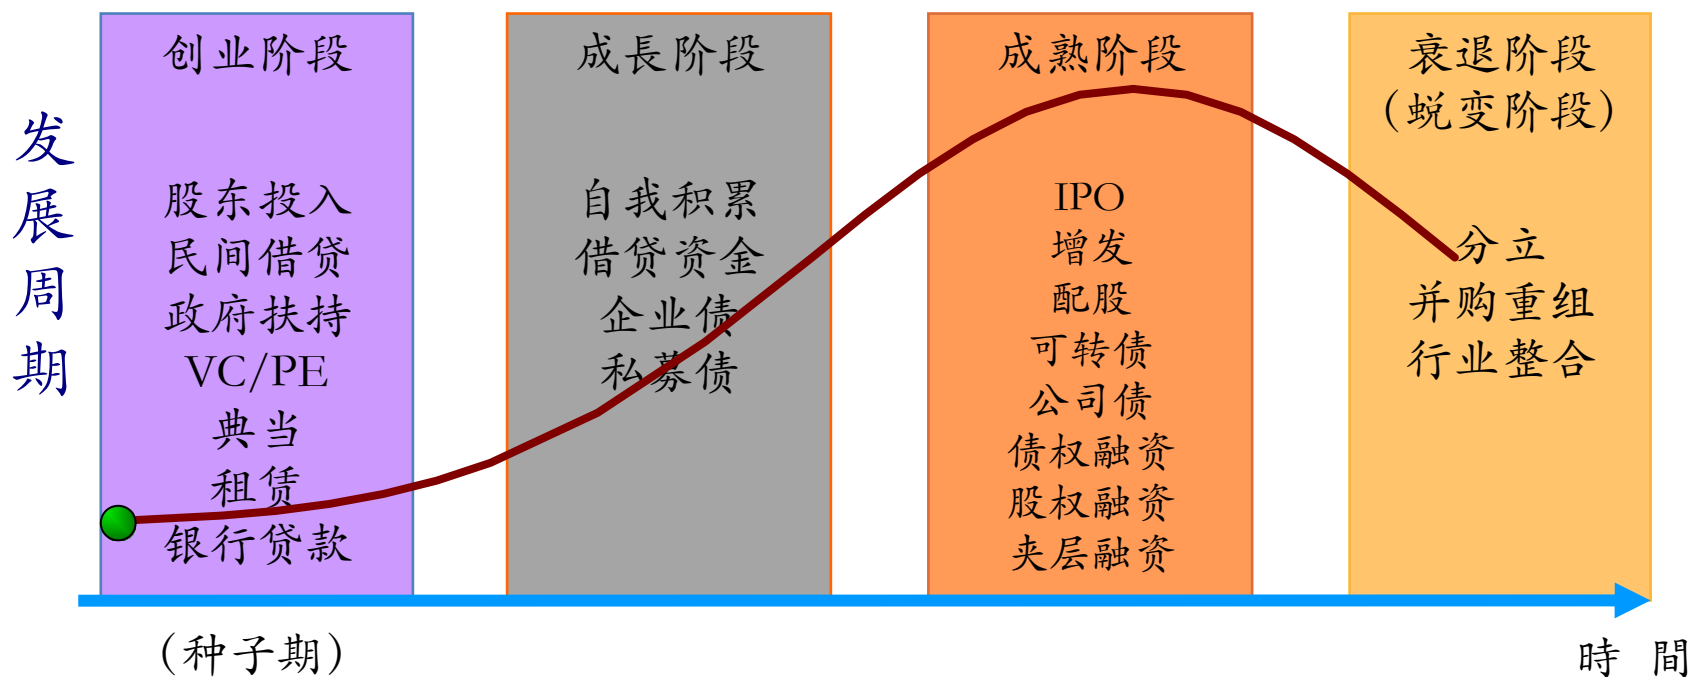 发展周期
创业阶段
股东投入
民间借贷
政府扶持
VC/PE
典当
租赁
银行贷款
(种子期)
成長阶段
自我积累
借贷资金
企业债
私募债
成熟阶段
IPO
增发
配股
可转债
公司债
债权融资
股权融资
夹层融资
衰退阶段
(蜕变阶段)
分立
并购重组
行业整合
時 間